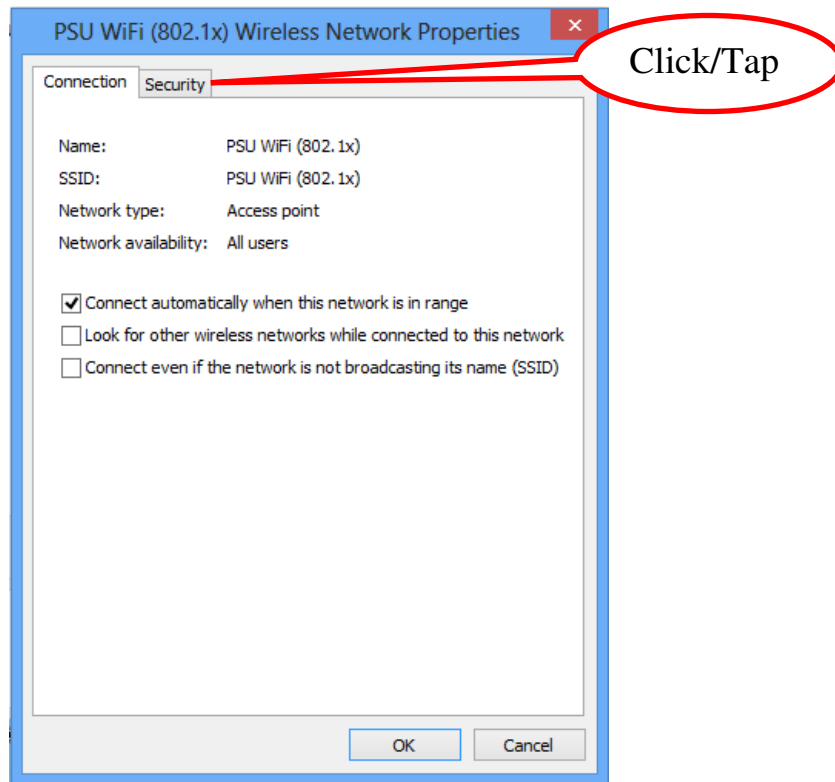 PSU WiFi (802.1x) Wireless Network Properties
Click/Tap
Connection Security
Name: PSU WiFi (802.1x)
SSID: PSU WiFi (802.1x)
Network type: Access point
Network availability: All users
Connect automatically when this network is in range
Look for other wireless networks while connected to this network
Connect even if the network is not broadcasting its name (SSID)
OK Cancel